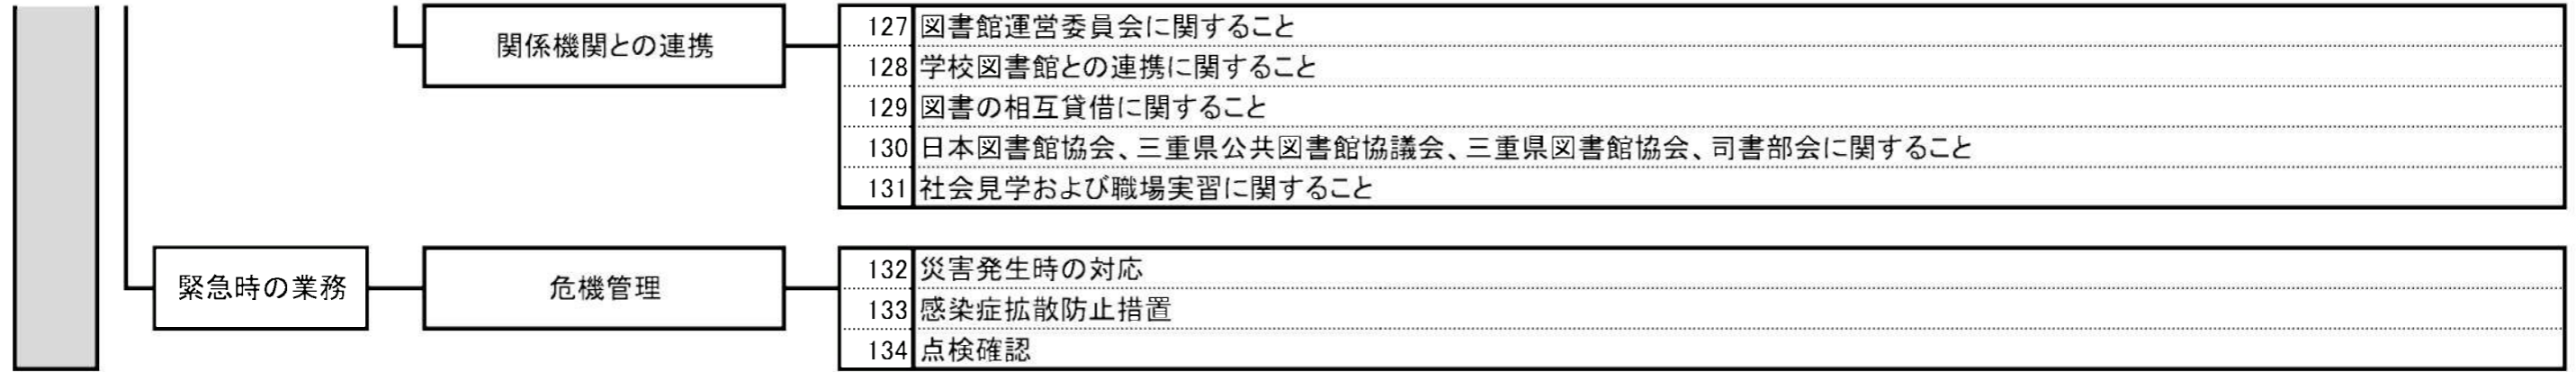 関係機関との連携
127 図書館運営委員会に関すること
128 学校図書館との連携に関すること
129 図書の相互貸借に関すること
130 日本図書館協会、三重県公共図書館協議会、三重県図書館協会、司書部会に関すること
131 社会見学および職場実習に関すること
緊急時の業務
危機管理
132 災害発生時の対応
133 感染症拡散防止措置
134 点検確認